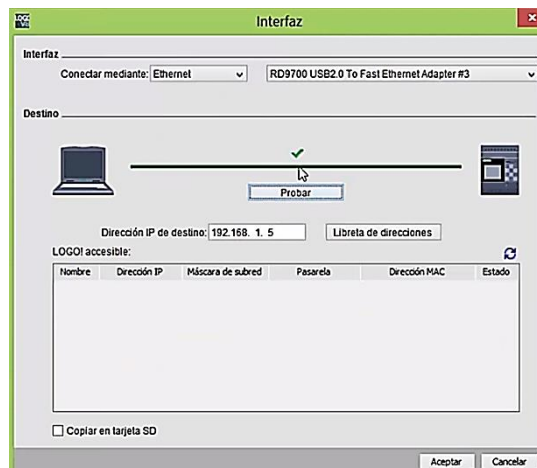 Interfaz
Interfaz
Conectar mediante: Ethernet RD9700 USB2.0 To Fast Ethernet Adapter #3
Destino
Probar
Dirección IP de destino: 192.168. 1. 5 Libreta de direcciones
LOGO! accesible:
Nombre Dirección IP Máscara de subred Pasarela Dirección MAC Estado
Copiar en tarjeta SD
Aceptar Cancelar